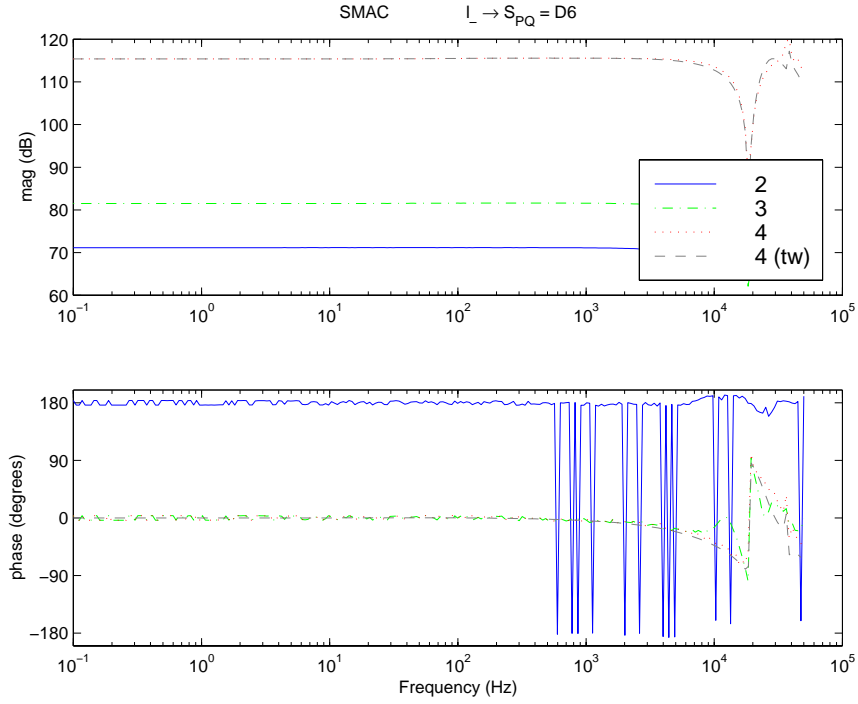 SMAC I_ → S_PQ = D6
120
110
100
90
80
70
60
mag (dB)
2
3
4
4 (tw)
10^−1 10^0 10^1 10^2 10^3 10^4 10^5
180
90
0
−90
−180
phase (degrees)
10^−1 10^0 10^1 10^2 10^3 10^4 10^5
Frequency (Hz)